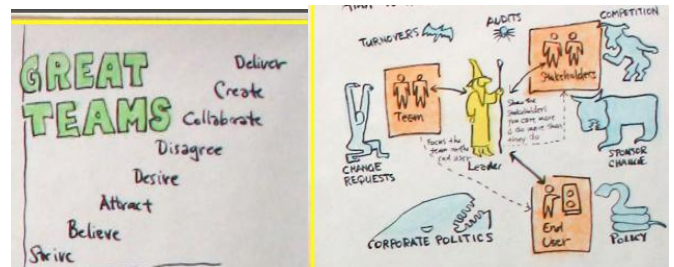 GREAT
TEAMS
Deliver
Create
Collaborate
Disagree
Desire
Attract
Believe
Strive
TURNOVERS
AUDITS
COMPETITION
Team
Stakeholders
Show the
stakeholders
you care more
& do more than
they do
Focus the
team on the
End user
Leader
CHANGE
REQUESTS
SPONSOR
CHANGE
CORPORATE POLITICS
End
User
POLICY